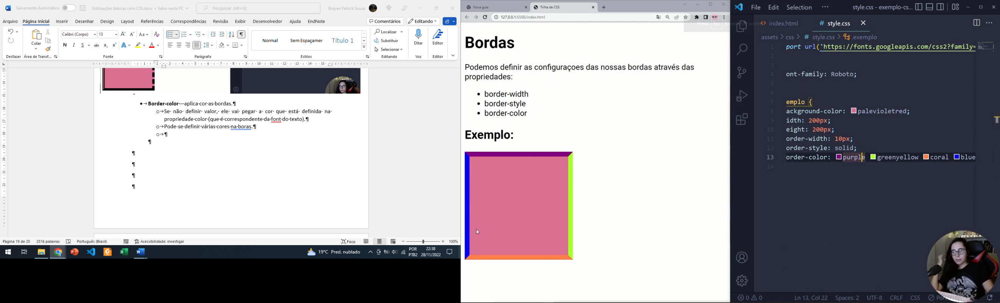 Salvamento Automático
Estilizações básicas com CSS.docx • Salvo neste PC
Pesquisar (Alt+G)
Brayan Petrick Souza
Arquivo Página Inicial Inserir Desenhar Design Layout Referências Correspondências Revisão Exibir Desenvolvedor Ajuda EndNote
Comentários Editando
Colar
Calibri (Corpo) 13
Normal Sem Espaçamer Título 1
Localizar
Substituir
Selecionar
Ditar
Editor
Desfazer Área de Transf... Fonte Parágrafo Estilos Editando Voz Editor
● Border-color – aplica cor as bordas.¶
o Se não definir valor, ele vai pegar a cor que está definida na
propriedade color (que é correspondente da font do texto).¶
o Pode-se definir várias cores na boras.¶
o ¶
¶
¶
¶
¶
¶
Página 19 de 20 2516 palavras Português (Brasil) Acessibilidade: investigar Foco 100%
19°C Pred. nublado
POR
PTB2
22:38
28/11/2022
Nova guia
Trilha de CSS
127.0.0.1:5500/index.html
Press Esc to exit full screen
Bordas
Podemos definir as configuraçoes das nossas bordas através das
propriedades:
• border-width
• border-style
• border-color
Exemplo:
File Edit Selection ···
style.css - exemplo-cs...
index.html
# style.css
assets > css > # style.css > .exemplo
1 port url('https://fonts.googleapis.com/css2?family=
2
3
4 ont-family: Roboto;
5
6
7 emplo {
8 ackground-color: palevioletred;
9 idth: 200px;
10 eight: 200px;
11 order-width: 10px;
12 order-style: solid;
13 order-color: purple greenyellow coral blue
14
0 0 Ln 13, Col 22 Spaces: 2 UTF-8 CRLF CSS